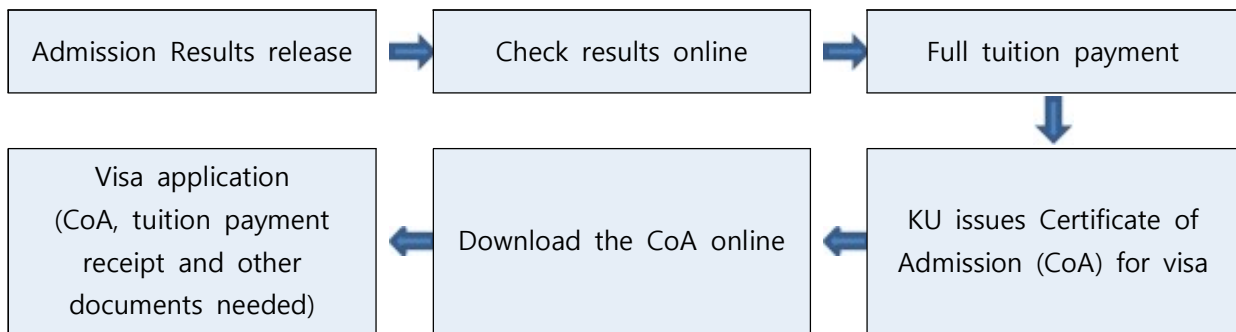 Admission Results release
Check results online
Full tuition payment
KU issues Certificate of
Admission (CoA) for visa
Download the CoA online
Visa application
(CoA, tuition payment
receipt and other
documents needed)